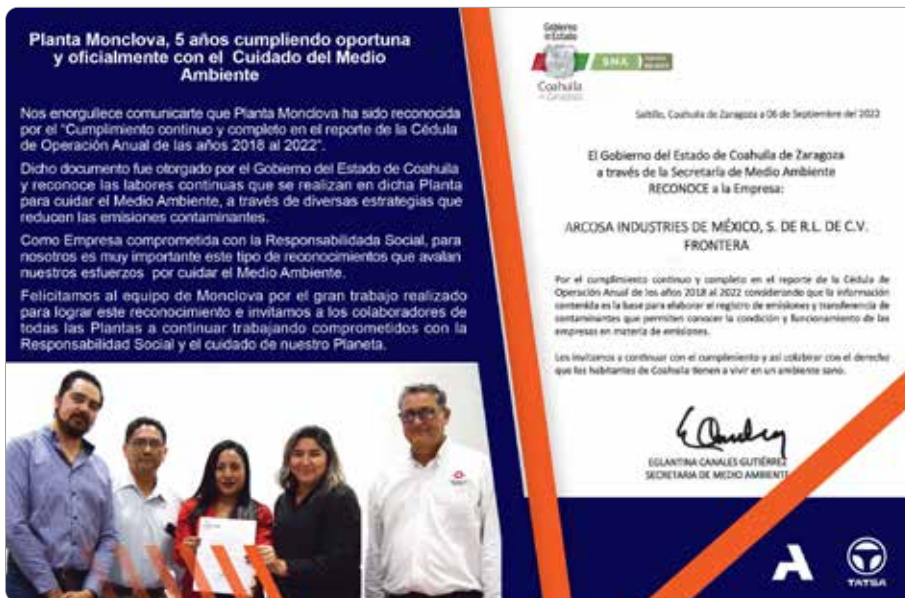 Planta Monclova, 5 años cumpliendo oportuna
y oficialmente con el Cuidado del Medio
Ambiente
Nos enorgullece comunicarte que Planta Monclova ha sido reconocida
por el "Cumplimiento continuo y completo en el reporte de la Cédula
de Operación Anual de las años 2018 al 2022".
Dicho documento fue otorgado por el Gobierno del Estado de Coahuila
y reconoce las labores continuas que se realizan en dicha Planta
para cuidar el Medio Ambiente, a través de diversas estrategias que
reducen las emisiones contaminantes.
Como Empresa comprometida con la Responsabilidada Social, para
nosotros es muy importante este tipo de reconocimientos que avalan
nuestros esfuerzos por cuidar el Medio Ambiente.
Felicitamos al equipo de Monclova por el gran trabajo realizado
para lograr este reconocimiento e invitamos a los colaboradores de
todas las Plantas a continuar trabajando comprometidos con la
Responsabilidad Social y el cuidado de nuestro Planeta.
Gobierno
de Estado
Coahuila
de Zaragoza
SMA
Saltillo, Coahuila de Zaragoza a 06 de Septiembre del 2022
El Gobierno del Estado de Coahuila de Zaragoza
a través de la Secretaría de Medio Ambiente
RECONOCE a la Empresa:
ARCOSA INDUSTRIES DE MÉXICO, S. DE R.L. DE C.V.
FRONTERA
Por el cumplimiento continuo y completo en el reporte de la Cédula de
Operación Anual de los años 2018 al 2022 considerando que la información
contenida es la base para elaborar el registro de emisiones y transferencia de
contaminantes que permiten conocer la condición y funcionamiento de las
empresas en materia de emisiones.
Los invitamos a continuar con el cumplimiento y así colabrar con el derecho
que los habitantes de Coahuila tienen a vivir en un ambiente sano.
EGLANTINA CANALES GUTIÉRREZ
SECRETARIA DE MEDIO AMBIENTE
TATSA